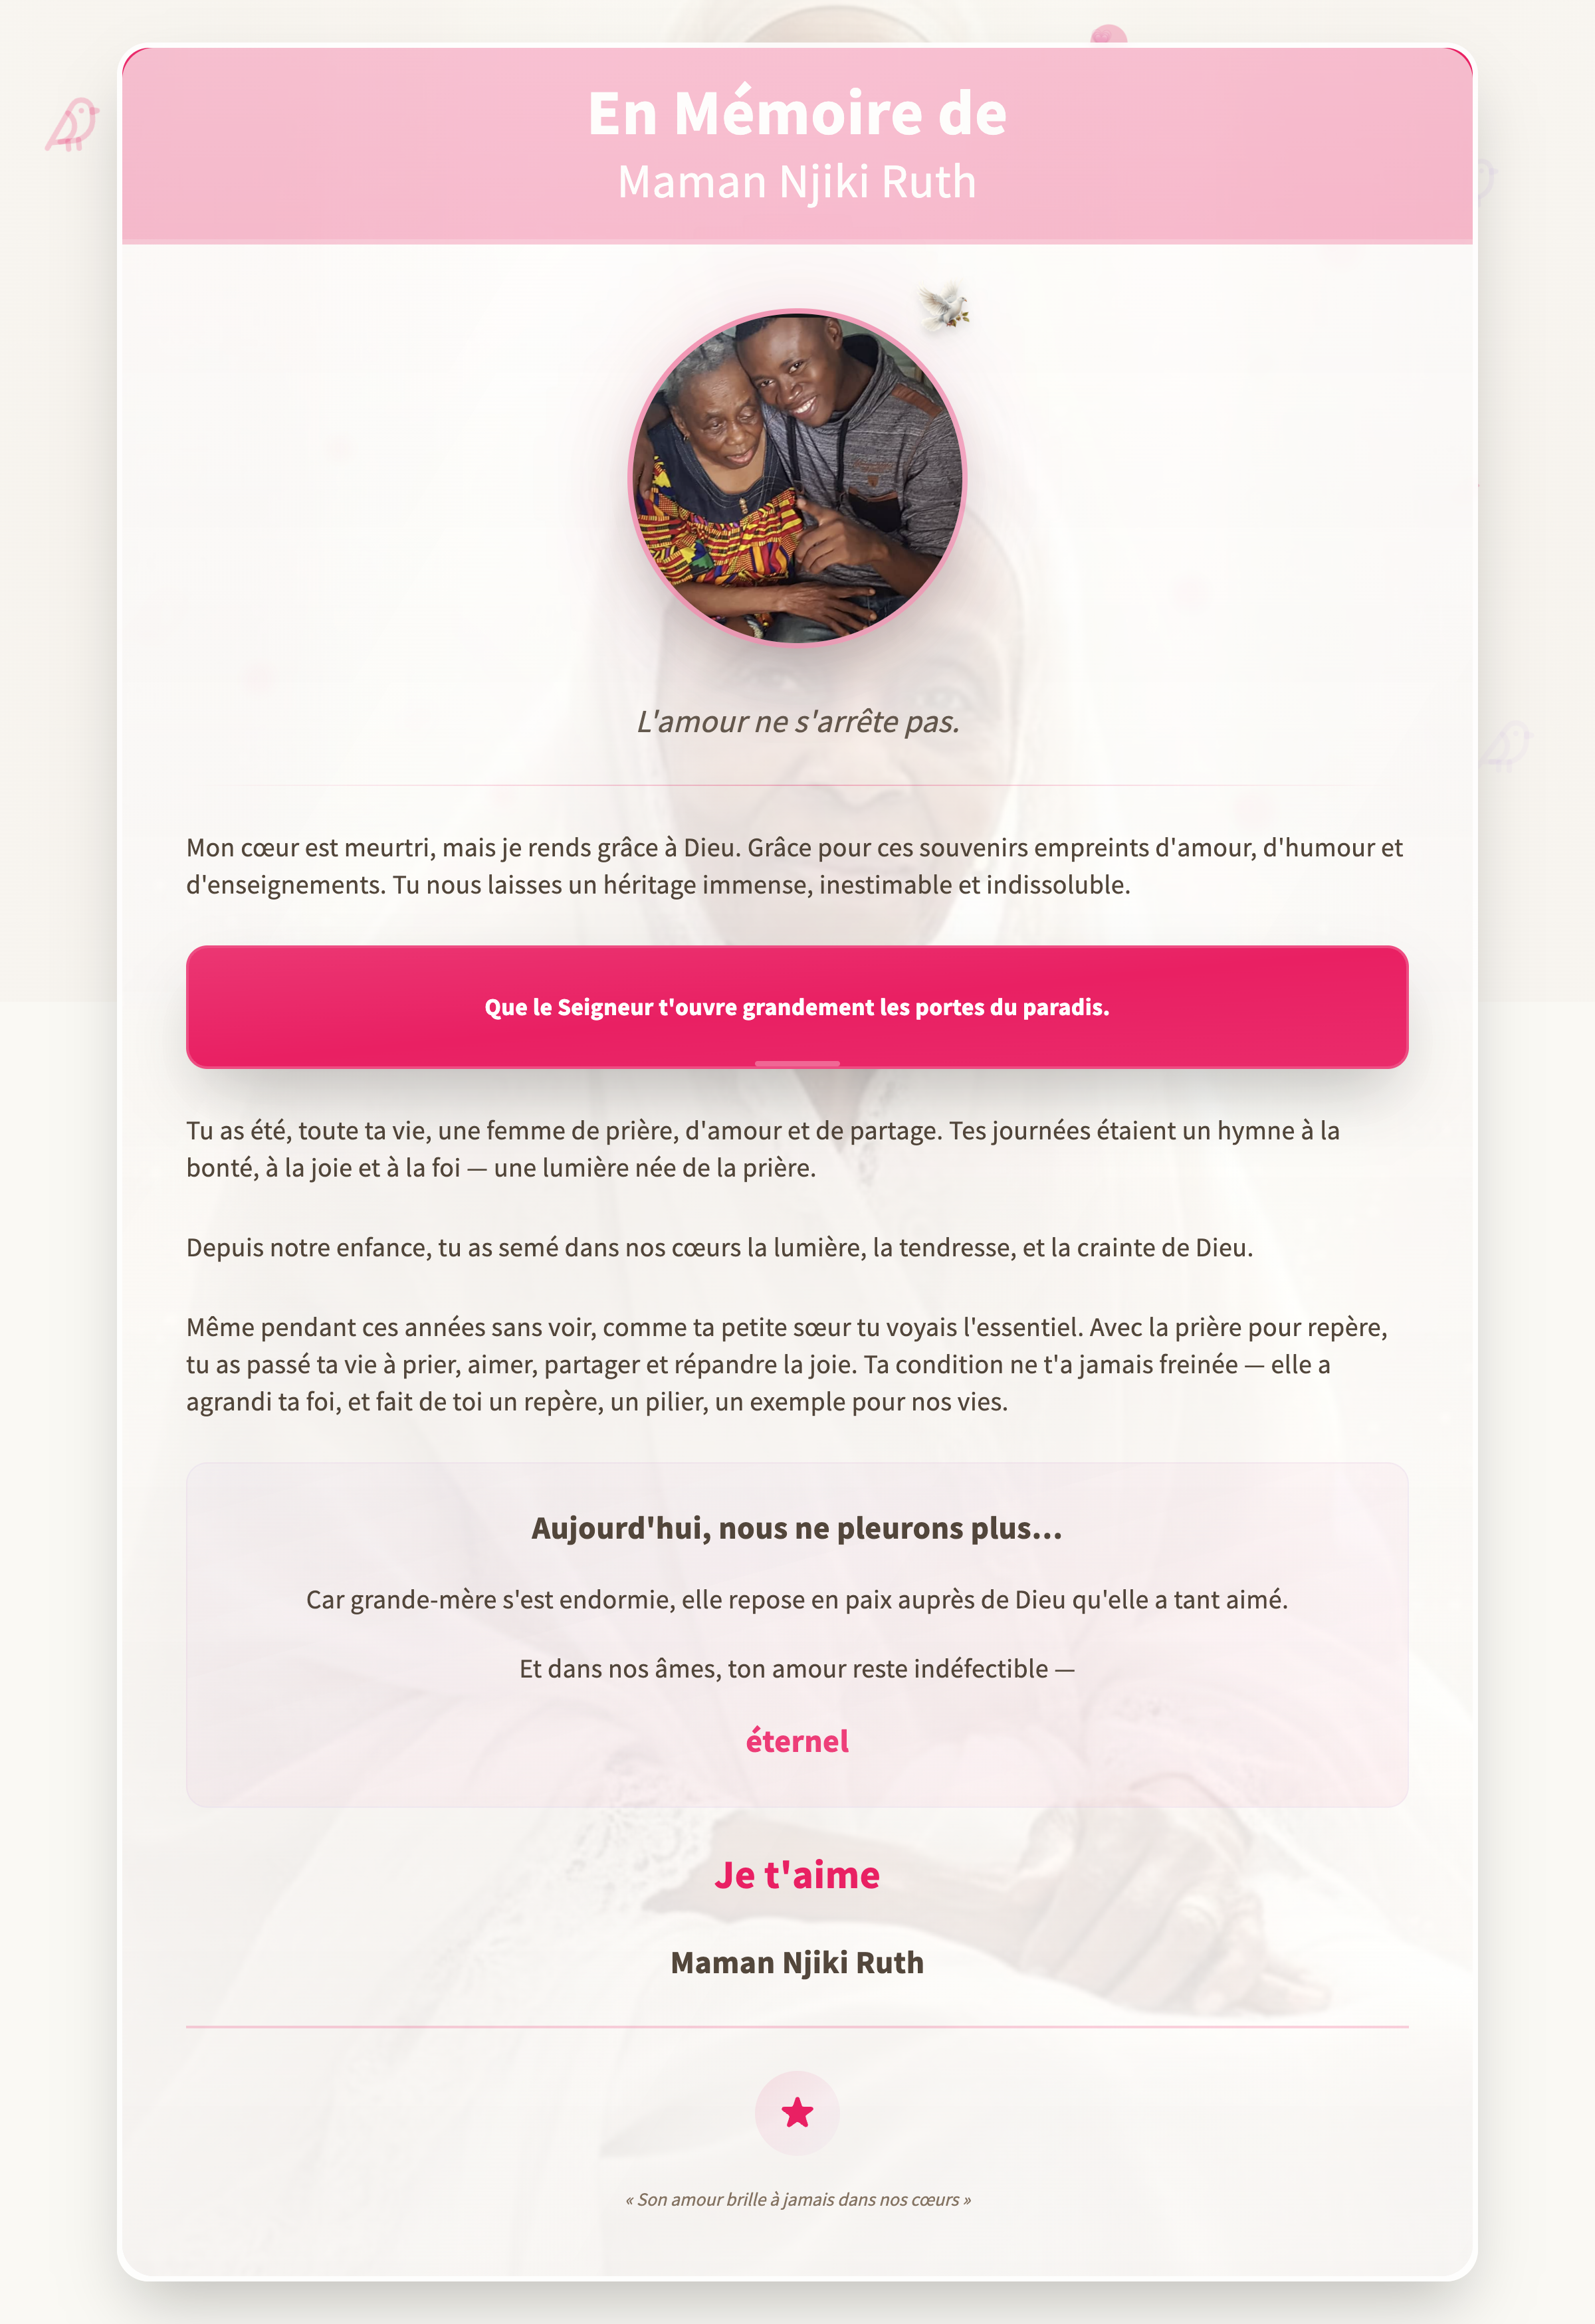 En Mémoire de
Maman Njiki Ruth
L'amour ne s'arrête pas.
Mon cœur est meurtri, mais je rends grâce à Dieu. Grâce pour ces souvenirs empreints d'amour, d'humour et
d'enseignements. Tu nous laisses un héritage immense, inestimable et indissoluble.
Que le Seigneur t'ouvre grandement les portes du paradis.
Tu as été, toute ta vie, une femme de prière, d'amour et de partage. Tes journées étaient un hymne à la
bonté, à la joie et à la foi — une lumière née de la prière.
Depuis notre enfance, tu as semé dans nos cœurs la lumière, la tendresse, et la crainte de Dieu.
Même pendant ces années sans voir, comme ta petite sœur tu voyais l'essentiel. Avec la prière pour repère,
tu as passé ta vie à prier, aimer, partager et répandre la joie. Ta condition ne t'a jamais freinée — elle a
agrandi ta foi, et fait de toi un repère, un pilier, un exemple pour nos vies.
Aujourd'hui, nous ne pleurons plus...
Car grande-mère s'est endormie, elle repose en paix auprès de Dieu qu'elle a tant aimé.
Et dans nos âmes, ton amour reste indéfectible —
éternel
Je t'aime
Maman Njiki Ruth
« Son amour brille à jamais dans nos cœurs »